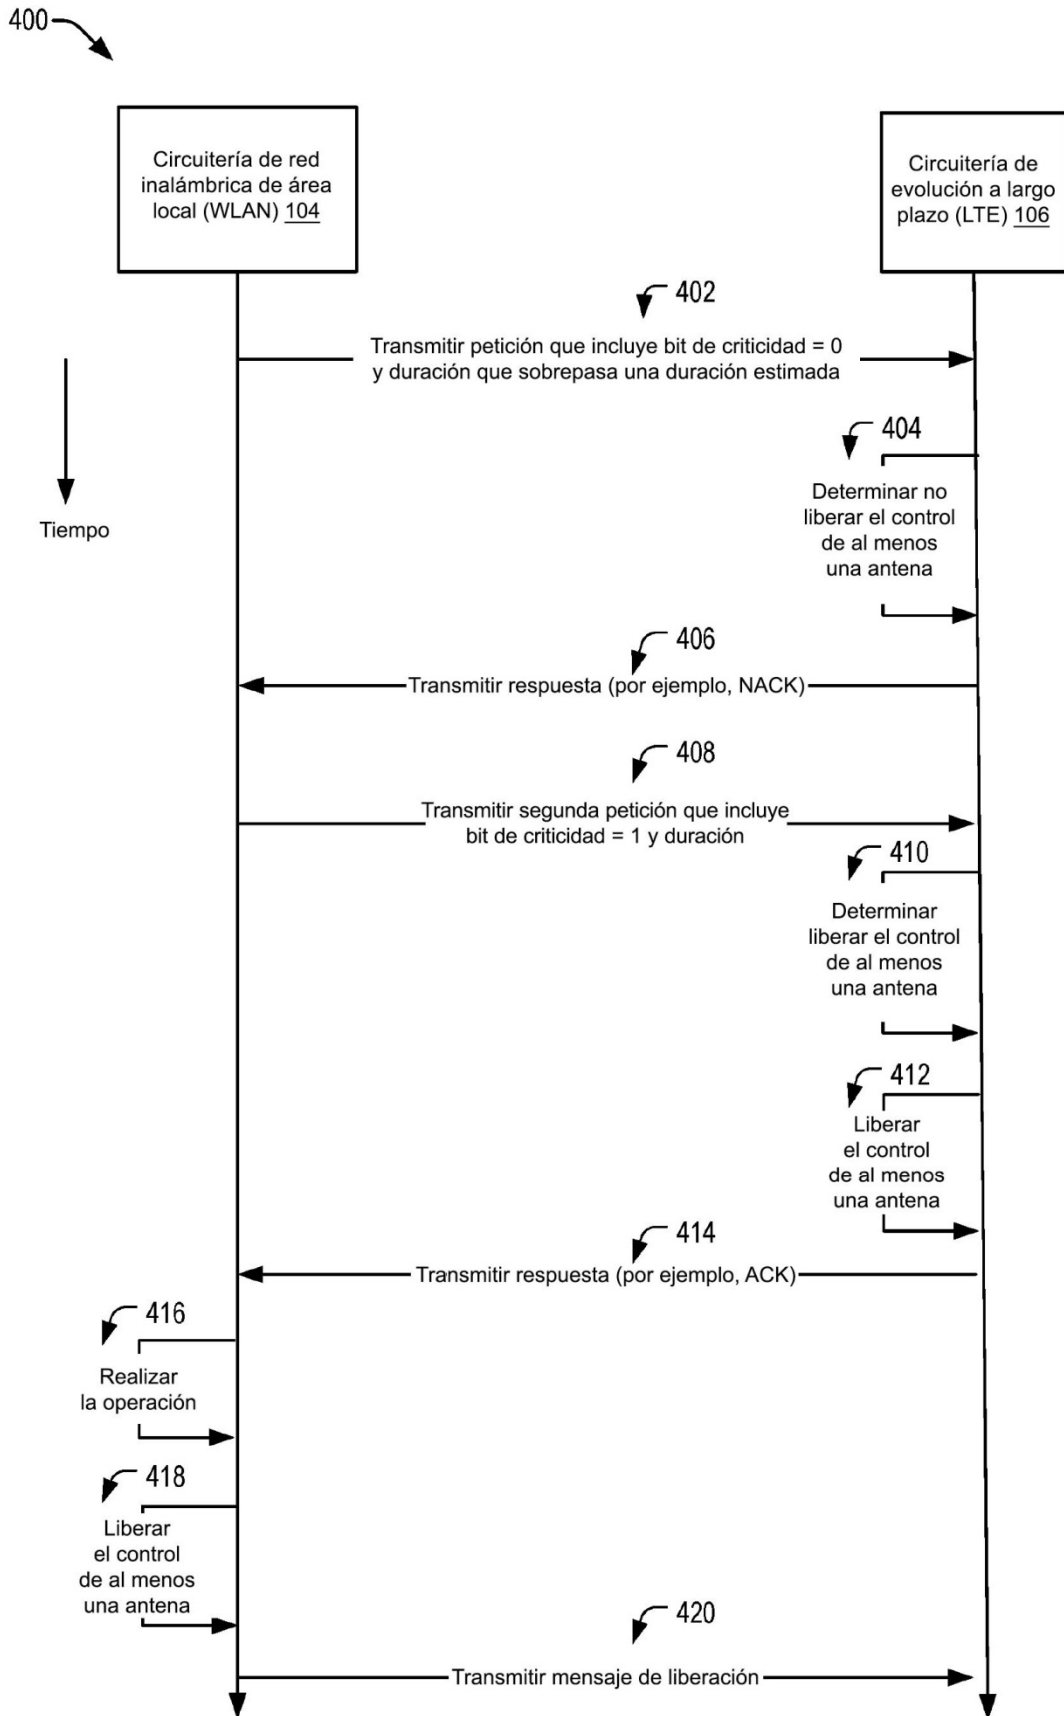 400
Circuitería de red
inalámbrica de área
local (WLAN) 104
Circuitería de
evolución a largo
plazo (LTE) 106
402
Transmitir petición que incluye bit de criticidad = 0
y duración que sobrepasa una duración estimada
Tiempo
404
Determinar no
liberar el control
de al menos
una antena
406
Transmitir respuesta (por ejemplo, NACK)
408
Transmitir segunda petición que incluye
bit de criticidad = 1 y duración
410
Determinar
liberar el control
de al menos
una antena
412
Liberar
el control
de al menos
una antena
414
Transmitir respuesta (por ejemplo, ACK)
416
Realizar
la operación
418
Liberar
el control
de al menos
una antena
420
Transmitir mensaje de liberación